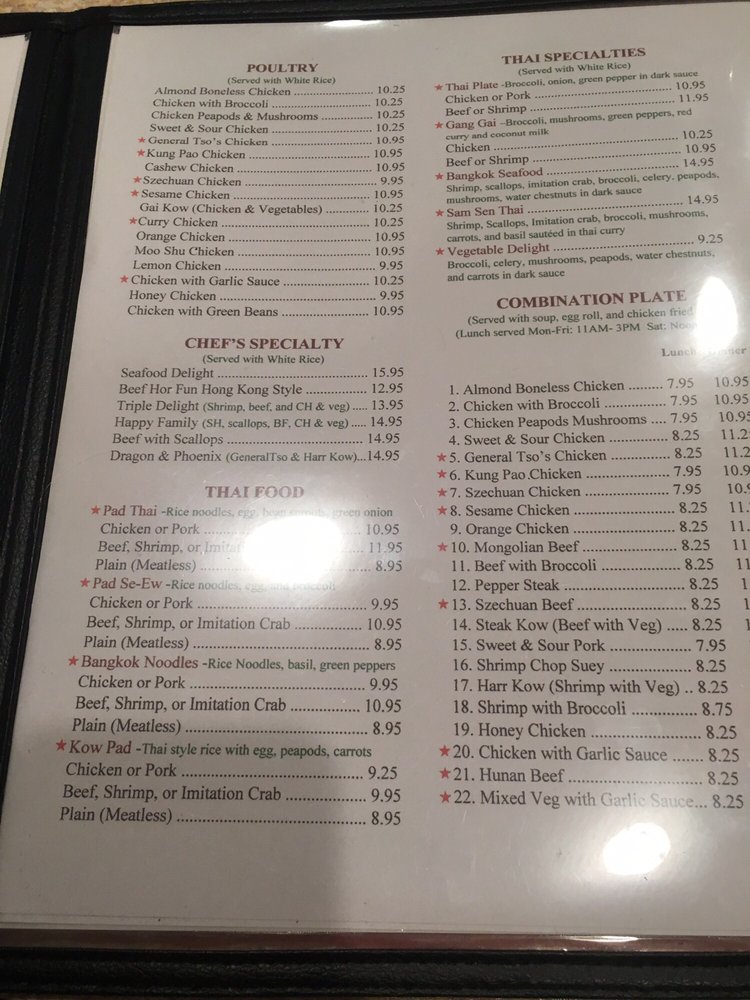 POULTRY
(Served with White Rice)
Almond Boneless Chicken ........ 10.25
Chicken with Broccoli ........ 10.25
Chicken Peapods & Mushrooms ........ 10.25
Sweet & Sour Chicken ........ 10.25
★General Tso's Chicken ........ 10.95
★Kung Pao Chicken ........ 10.95
Cashew Chicken ........ 10.95
★Szechuan Chicken ........ 9.95
★Sesame Chicken ........ 10.95
Gai Kow (Chicken & Vegetables) ........ 10.25
★Curry Chicken ........ 10.25
Orange Chicken ........ 10.95
Moo Shu Chicken ........ 10.95
Lemon Chicken ........ 9.95
★Chicken with Garlic Sauce ........ 10.25
Honey Chicken ........ 9.95
Chicken with Green Beans ........ 10.95
CHEF'S SPECIALTY
(Served with White Rice)
Seafood Delight ........ 15.95
Beef Hor Fun Hong Kong Style ........ 12.95
Triple Delight (Shrimp, beef, and CH & veg) ..... 13.95
Happy Family (SH, scallops, BF, CH & veg) ..... 14.95
Beef with Scallops ........ 14.95
Dragon & Phoenix (GeneralTso & Harr Kow)...14.95
THAI FOOD
★Pad Thai -Rice noodles, egg, bean sprouts, green onion
Chicken or Pork ........ 10.95
Beef, Shrimp, or Imitation ........ 11.95
Plain (Meatless) ........ 8.95
★Pad Se-Ew -Rice noodles, egg, and broccoli
Chicken or Pork ........ 9.95
Beef, Shrimp, or Imitation Crab ........ 10.95
Plain (Meatless) ........ 8.95
★Bangkok Noodles -Rice Noodles, basil, green peppers
Chicken or Pork ........ 9.95
Beef, Shrimp, or Imitation Crab ........ 10.95
Plain (Meatless) ........ 8.95
★Kow Pad -Thai style rice with egg, peapods, carrots
Chicken or Pork ........ 9.25
Beef, Shrimp, or Imitation Crab ........ 9.95
Plain (Meatless) ........ 8.95
THAI SPECIALTIES
(Served with White Rice)
★Thai Plate -Broccoli, onion, green pepper in dark sauce
Chicken or Pork ........ 10.95
Beef or Shrimp ........ 11.95
★Gang Gai –Broccoli, mushrooms, green peppers, red
curry and coconut milk
Chicken ........ 10.25
Beef or Shrimp ........ 10.95
★Bangkok Seafood ........ 14.95
Shrimp, scallops, imitation crab, broccoli, celery, peapods,
mushrooms, water chestnuts in dark sauce
★Sam Sen Thai ........ 14.95
Shrimp, Scallops, Imitation crab, broccoli, mushrooms,
carrots, and basil sautéed in thai curry
★Vegetable Delight ........ 9.25
Broccoli, celery, mushrooms, peapods, water chestnuts,
and carrots in dark sauce
COMBINATION PLATE
(Served with soup, egg roll, and chicken fried
(Lunch served Mon-Fri: 11AM- 3PM Sat: Noon
Lunch Dinner
1. Almond Boneless Chicken ......... 7.95 10.95
2. Chicken with Broccoli ........ 7.95 10.95
3. Chicken Peapods Mushrooms .... 7.95 10.95
4. Sweet & Sour Chicken ........ 8.25 11.2
★5. General Tso's Chicken ........ 8.25 11.2
★6. Kung Pao Chicken ........ 7.95 10.95
★7. Szechuan Chicken ........ 7.95 10.
★8. Sesame Chicken ........ 8.25 11.
9. Orange Chicken ........ 8.25 11.
★10. Mongolian Beef ........ 8.25 11
11. Beef with Broccoli ........ 8.25 11
12. Pepper Steak ........ 8.25 1
★13. Szechuan Beef ........ 8.25 1
14. Steak Kow (Beef with Veg) ..... 8.25 1
15. Sweet & Sour Pork ........ 7.95
16. Shrimp Chop Suey ........ 8.25
17. Harr Kow (Shrimp with Veg) .. 8.25
18. Shrimp with Broccoli ........ 8.75
19. Honey Chicken ........ 8.25
★20. Chicken with Garlic Sauce ....... 8.25
★21. Hunan Beef ........ 8.25
★22. Mixed Veg with Garlic Sauce... 8.25